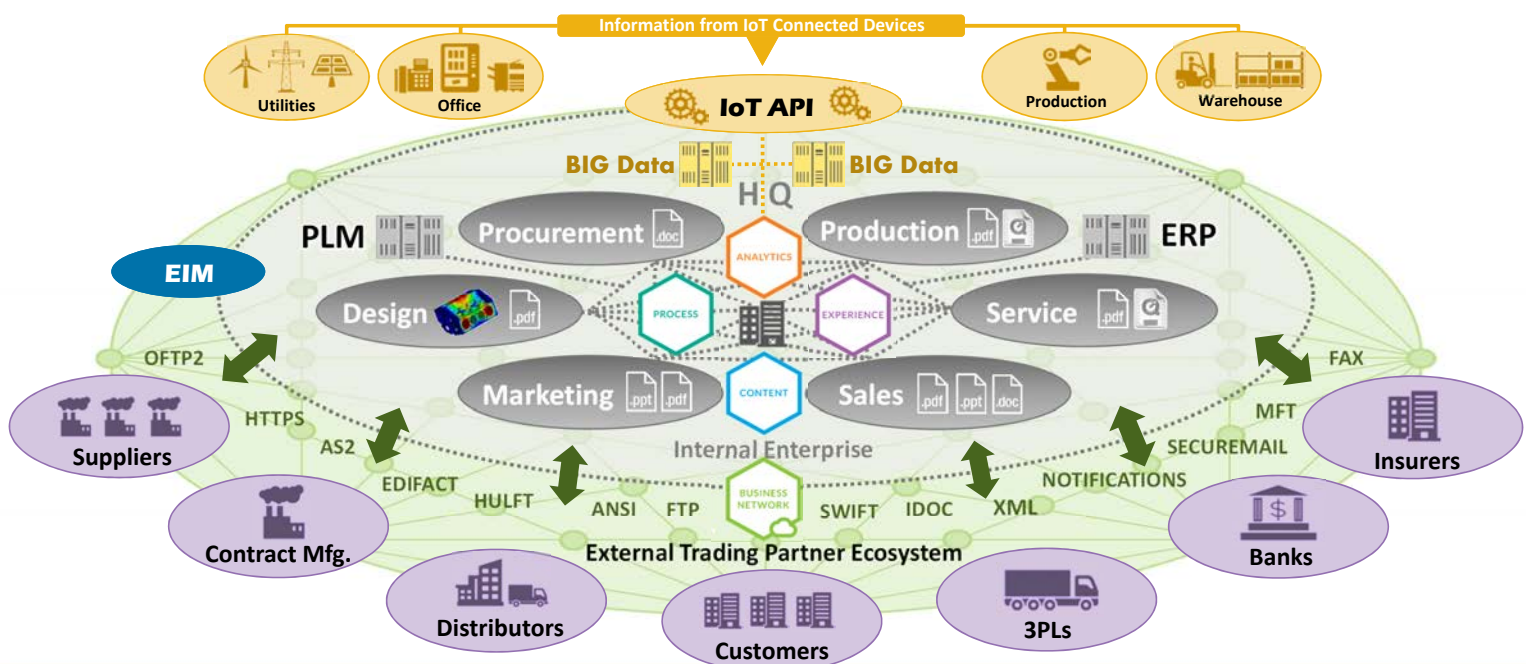 Information from IoT Connected Devices
Utilities
Office
Production
Warehouse
IoT API
BIG Data
BIG Data
HQ
PLM
Procurement
.doc
Production
.pdf
ERP
ANALYTICS
EIM
Design
.pdf
PROCESS
EXPERIENCE
Service
.pdf
OFTP2
FAX
Marketing
.ppt
.pdf
CONTENT
Sales
.pdf
.ppt
.doc
HTTPS
MFT
AS2
Internal Enterprise
SECUREMAIL
Suppliers
Insurers
EDIFACT
NOTIFICATIONS
HULFT
ANSI
FTP
BUSINESS
NETWORK
SWIFT
IDOC
XML
$
External Trading Partner Ecosystem
Contract Mfg.
Banks
Distributors
3PLs
Customers